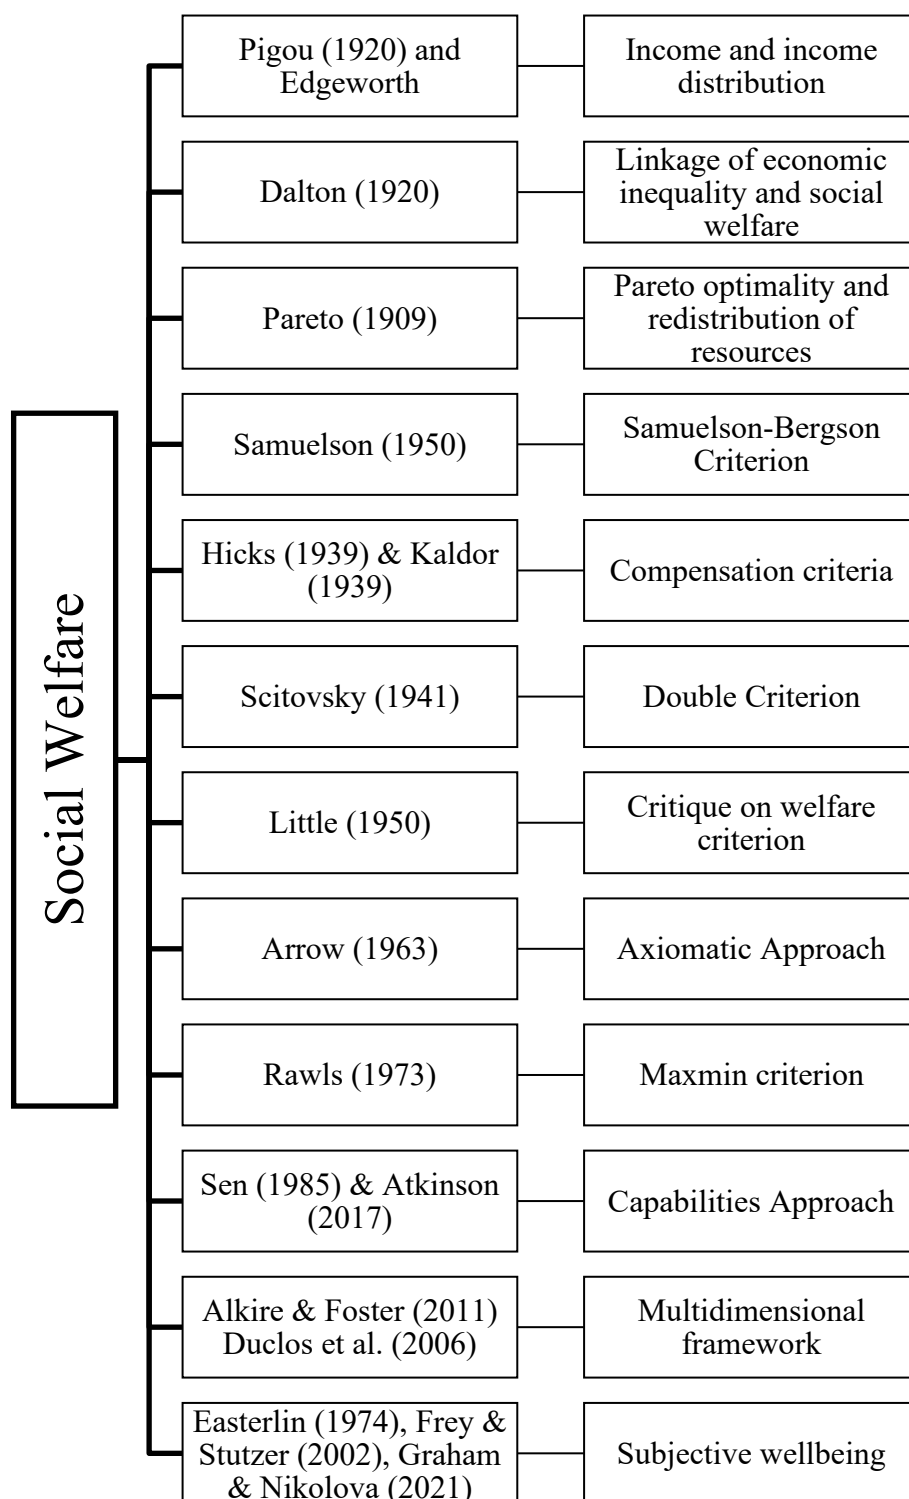 Social Welfare
Pigou (1920) and
Edgeworth
Income and income
distribution
Dalton (1920)
Linkage of economic
inequality and social
welfare
Pareto (1909)
Pareto optimality and
redistribution of
resources
Samuelson (1950)
Samuelson-Bergson
Criterion
Hicks (1939) & Kaldor
(1939)
Compensation criteria
Scitovsky (1941)
Double Criterion
Little (1950)
Critique on welfare
criterion
Arrow (1963)
Axiomatic Approach
Rawls (1973)
Maxmin criterion
Sen (1985) & Atkinson
(2017)
Capabilities Approach
Alkire & Foster (2011)
Duclos et al. (2006)
Multidimensional
framework
Easterlin (1974), Frey &
Stutzer (2002), Graham
& Nikolova (2021)
Subjective wellbeing